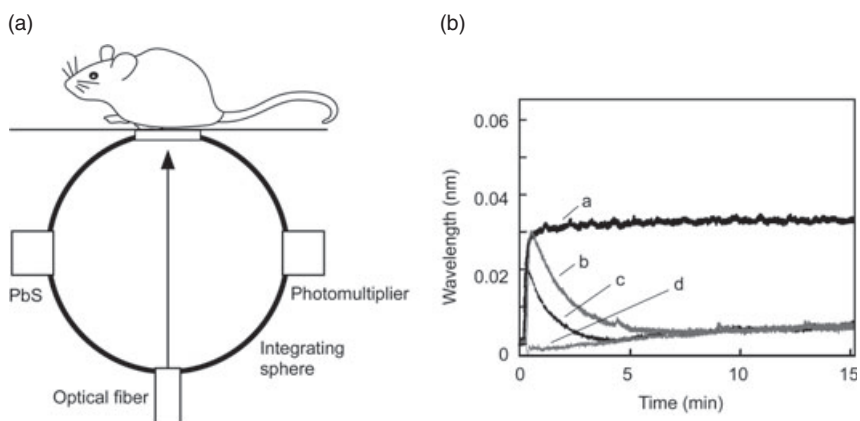 (a)
PbS
Photomultiplier
Integrating
sphere
Optical fiber
(b)
Wavelength (nm)
0.06
0.04
0.02
0
a
b
c
d
0
5
10
15
Time (min)